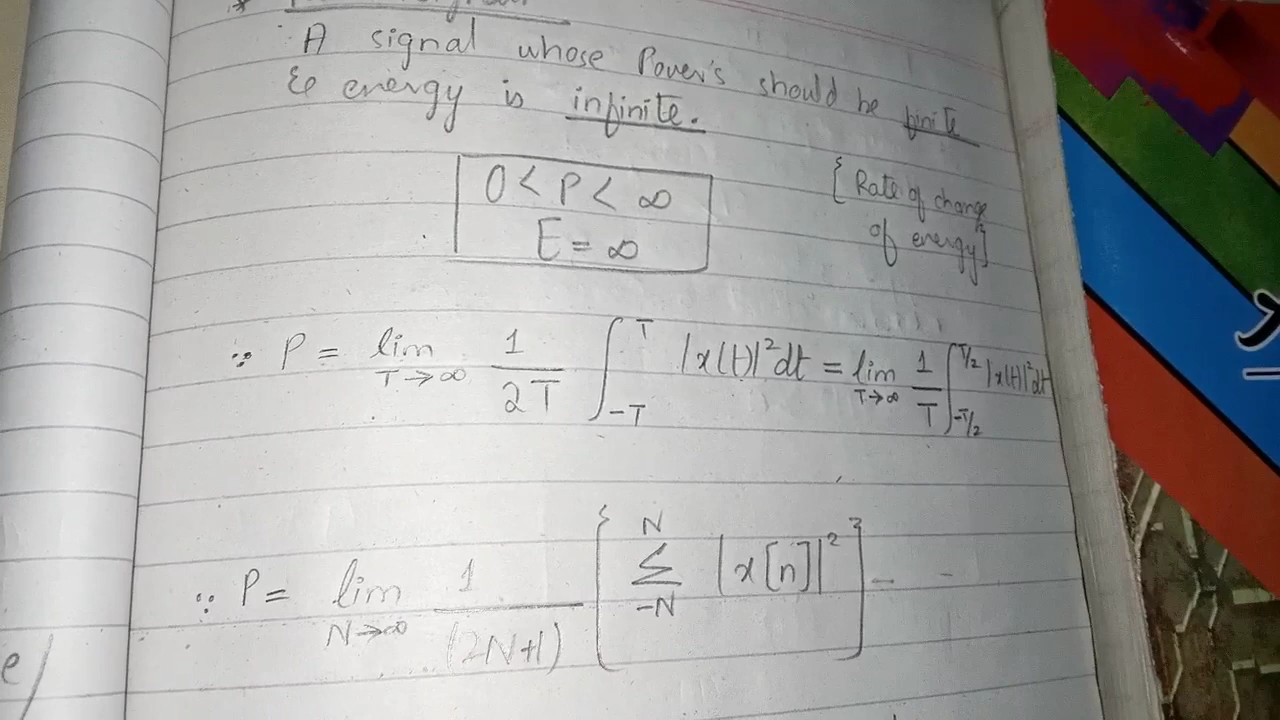 A signal whose Power's should be finite
& energy is infinite.
0 < P < ∞
E = ∞
{Rate of change
of energy}
∵ P = lim T→∞ 1/2T ∫_{-T}^{T} |x(t)|² dt = lim T→∞ 1/T ∫_{-T/2}^{T/2} |x(t)|² dt
∵ P = lim N→∞ 1/(2N+1) { Σ_{-N}^{N} |x[n]|² }
e/